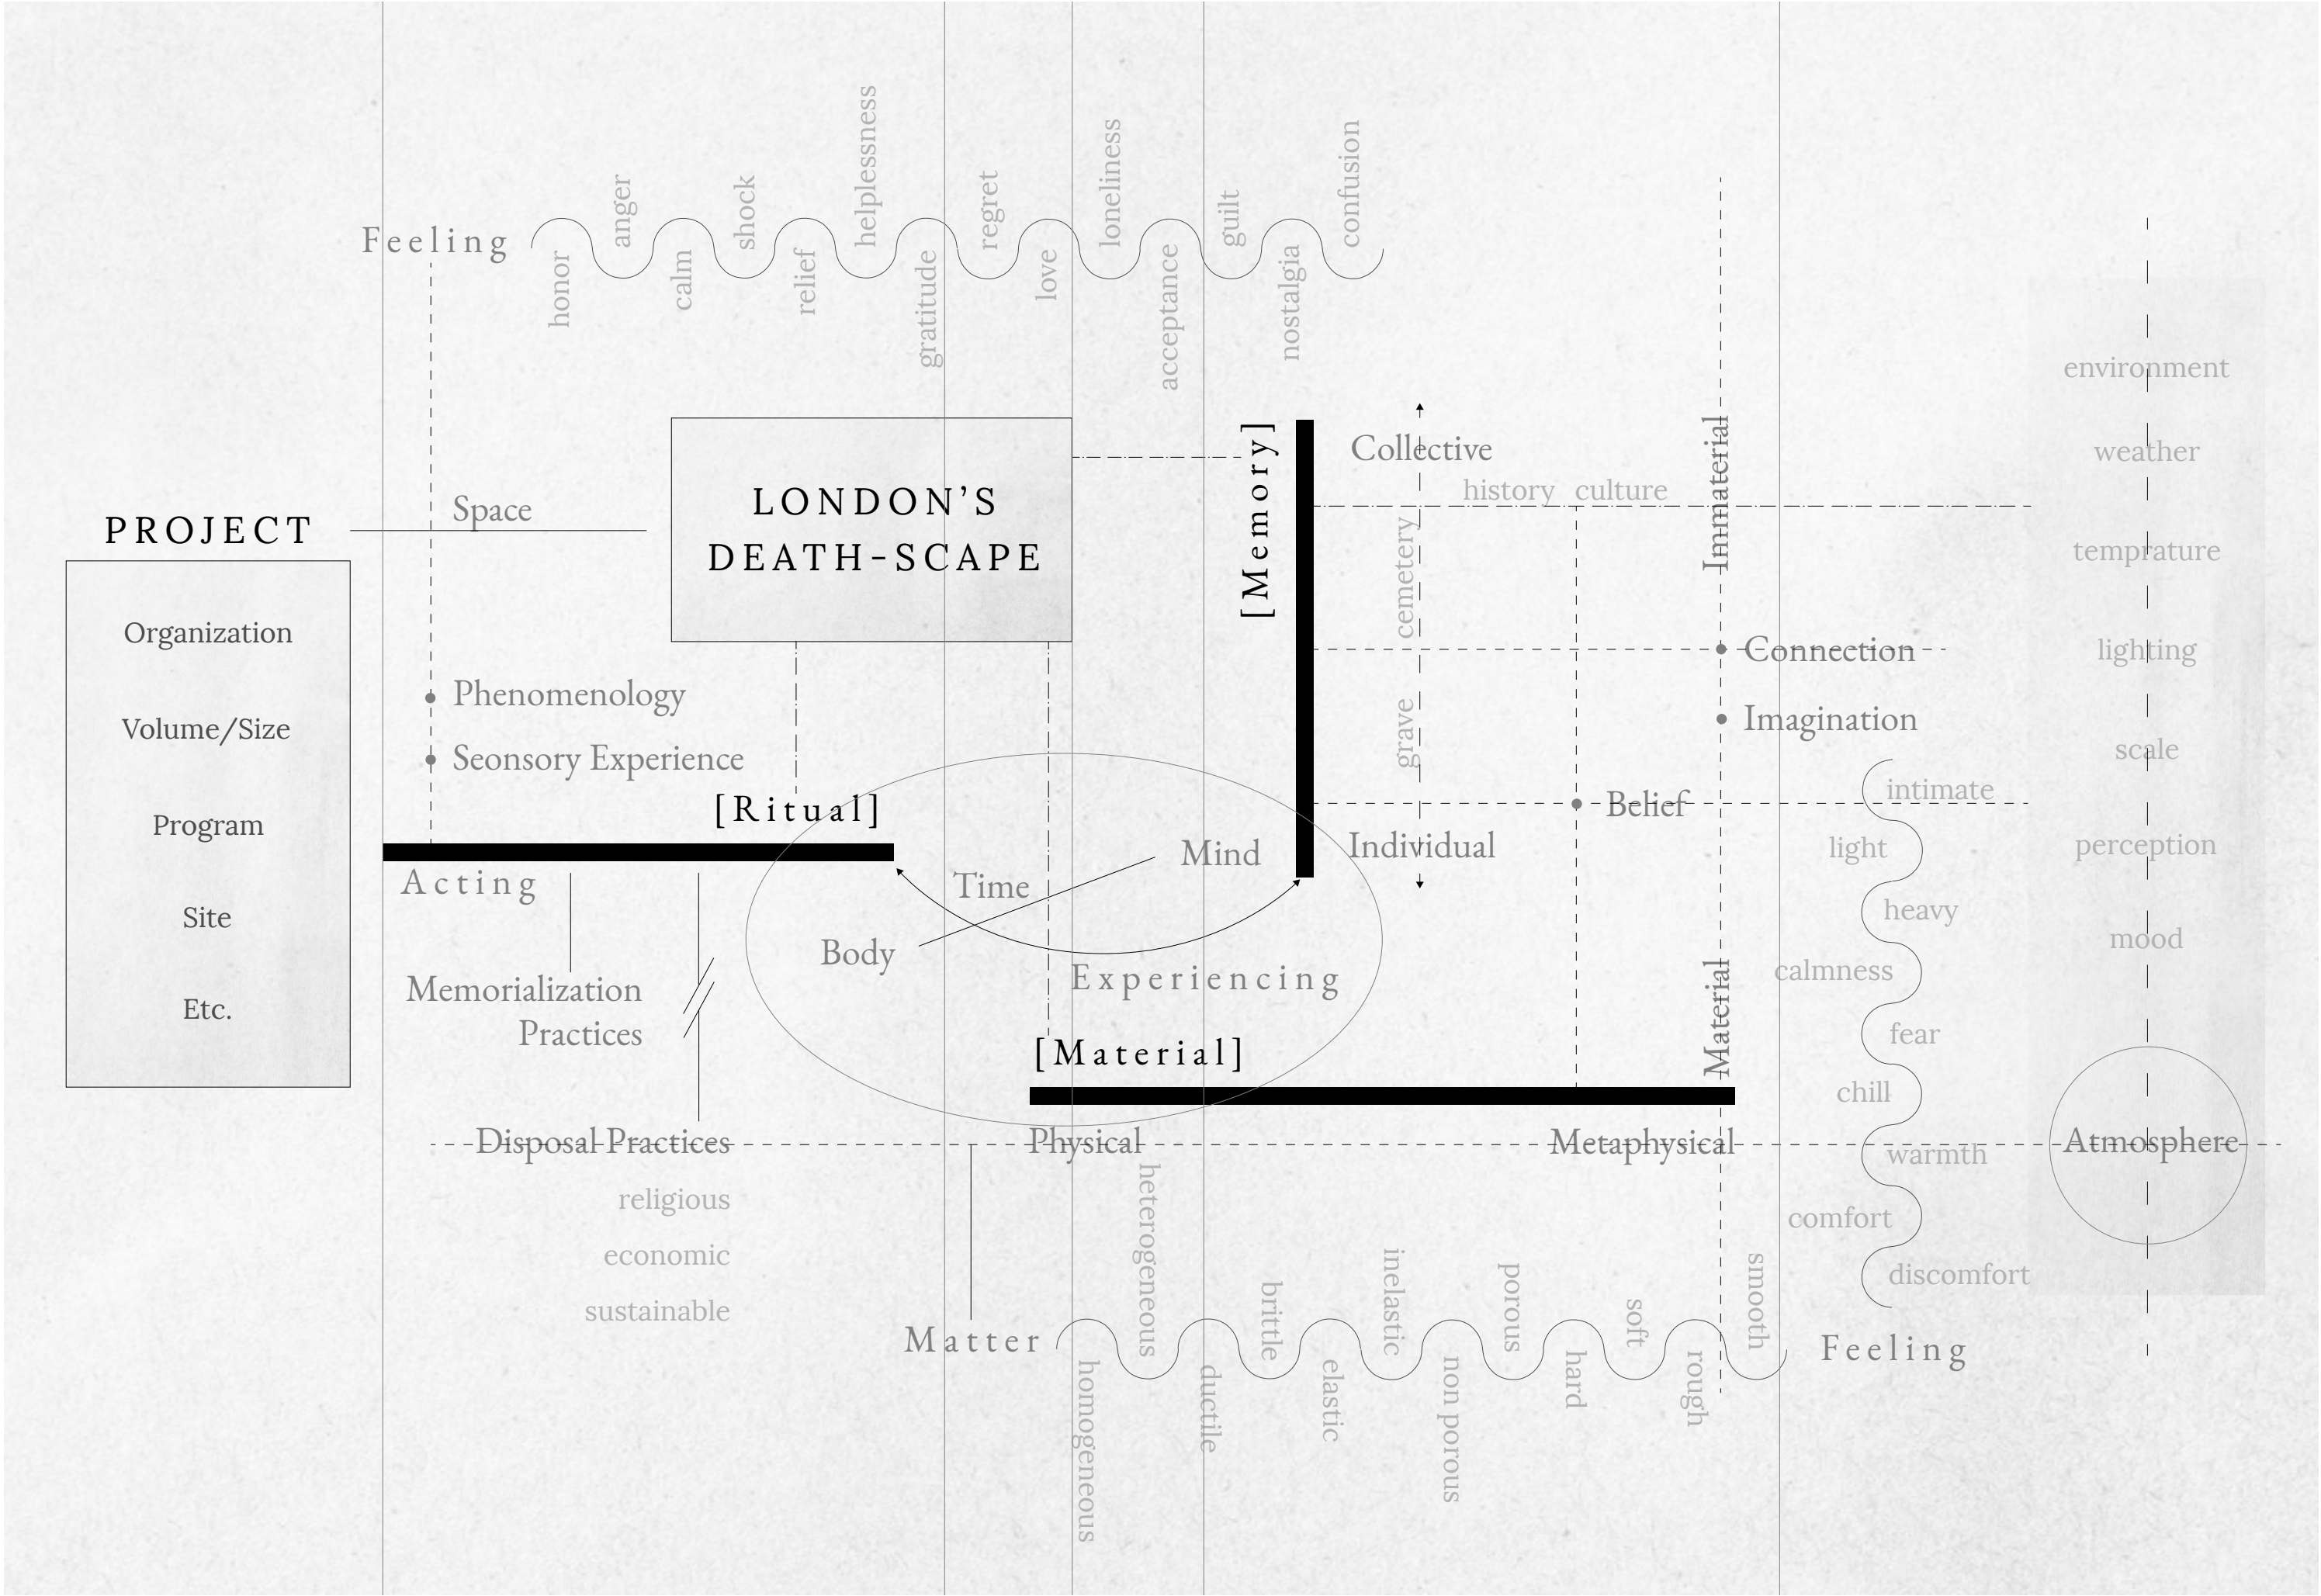 Feeling
honor
anger
calm
shock
relief
helplessness
gratitude
regret
love
loneliness
acceptance
guilt
nostalgia
confusion
PROJECT
Organization
Volume/Size
Program
Site
Etc.
Space
LONDON’S
DEATH-SCAPE
Phenomenology
Seonsory Experience
[Ritual]
Acting
Memorialization
Practices
Disposal Practices
religious
economic
sustainable
[Memory]
Collective
history culture
cemetery
grave
Individual
Immaterial
Connection
Imagination
Belief
Mind
Time
Body
Experiencing
[Material]
Material
Physical
Metaphysical
Matter
homogeneous
heterogeneous
ductile
brittle
elastic
inelastic
non porous
porous
hard
soft
rough
smooth
intimate
light
heavy
calmness
fear
chill
warmth
comfort
discomfort
Feeling
environment
weather
temprature
lighting
scale
perception
mood
Atmosphere